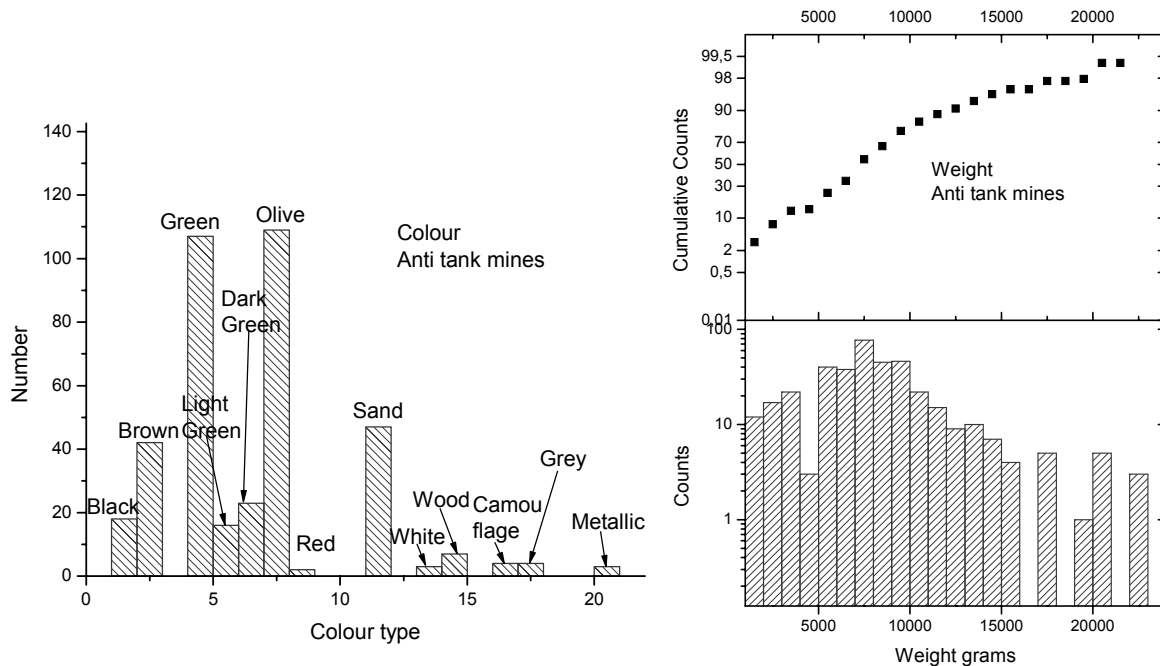 140
120
100
80
60
40
20
0
Number
0
5
10
15
20
Colour type
Black
Brown
Green
Light
Green
Dark
Green
Olive
Red
Sand
White
Wood
Camou
flage
Grey
Metallic
Colour
Anti tank mines
5000
10000
15000
20000
99,5
98
90
70
50
30
10
2
0,5
0,01
Cumulative Counts
Weight
Anti tank mines
100
10
1
Counts
5000
10000
15000
20000
Weight grams